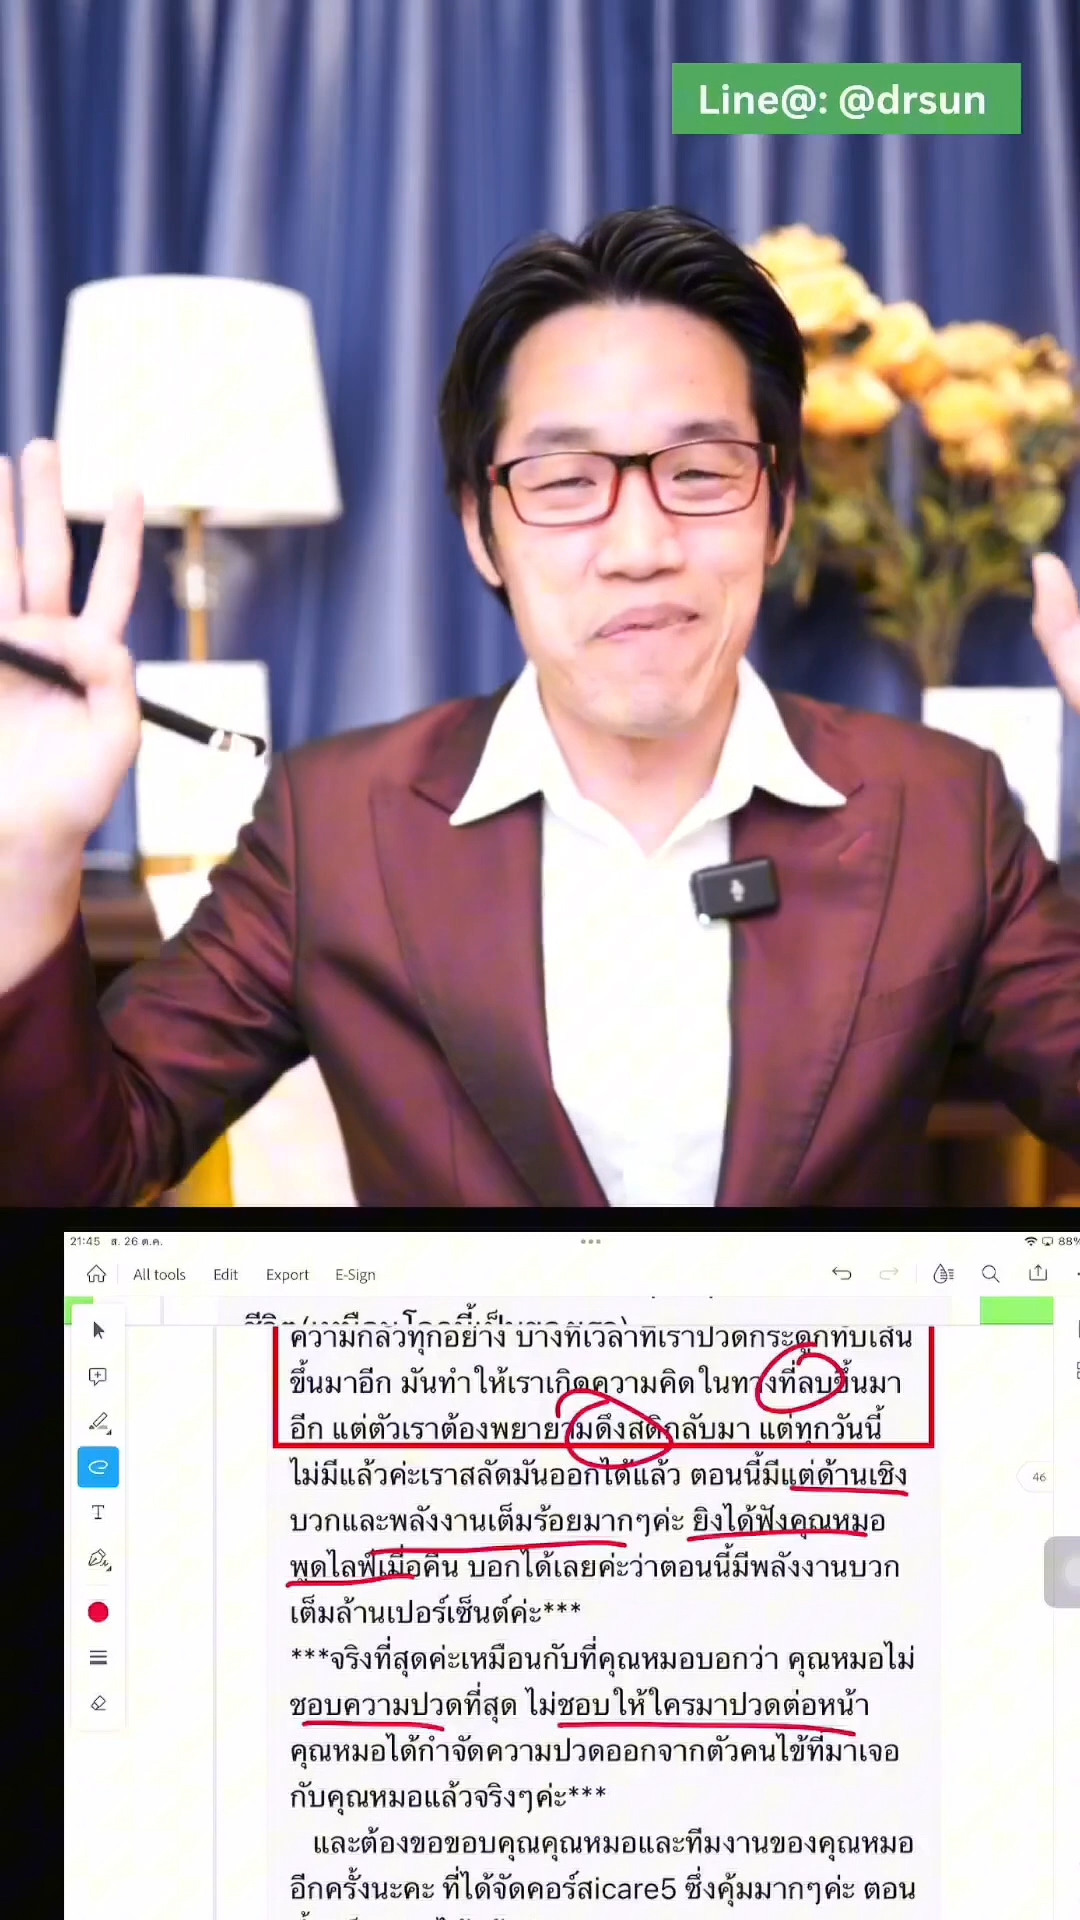 Line@: @drsun
21:45 ส. 26 ต.ค.
88%
All tools Edit Export E-Sign
ชีวิต(เหมือนโลกนี้เป็นของเรา)
ความกลัวทุกอย่าง บางทีเวลาที่เราปวดกระดูกทับเส้น
ขึ้นมาอีก มันทำให้เราเกิดความคิดในทางที่ลบขึ้นมา
อีก แต่ตัวเราต้องพยายามดึงสติกลับมา แต่ทุกวันนี้
ไม่มีแล้วค่ะเราสลัดมันออกได้แล้ว ตอนนี้มีแต่ด้านเชิง
46
บวกและพลังงานเต็มร้อยมากๆค่ะ ยิงได้ฟังคุณหมอ
พูดไลฟ์เมื่อคืน บอกได้เลยค่ะว่าตอนนี้มีพลังงานบวก
เต็มล้านเปอร์เซ็นต์ค่ะ***
***จริงที่สุดค่ะเหมือนกับที่คุณหมอบอกว่า คุณหมอไม่
ชอบความปวดที่สุด ไม่ชอบให้ใครมาปวดต่อหน้า
คุณหมอได้กำจัดความปวดออกจากตัวคนไข้ที่มาเจอ
กับคุณหมอแล้วจริงๆค่ะ***
และต้องขอขอบคุณคุณหมอและทีมงานของคุณหมอ
อีกครั้งนะคะ ที่ได้จัดคอร์สicare5 ซึ่งคุ้มมากๆค่ะ ตอน